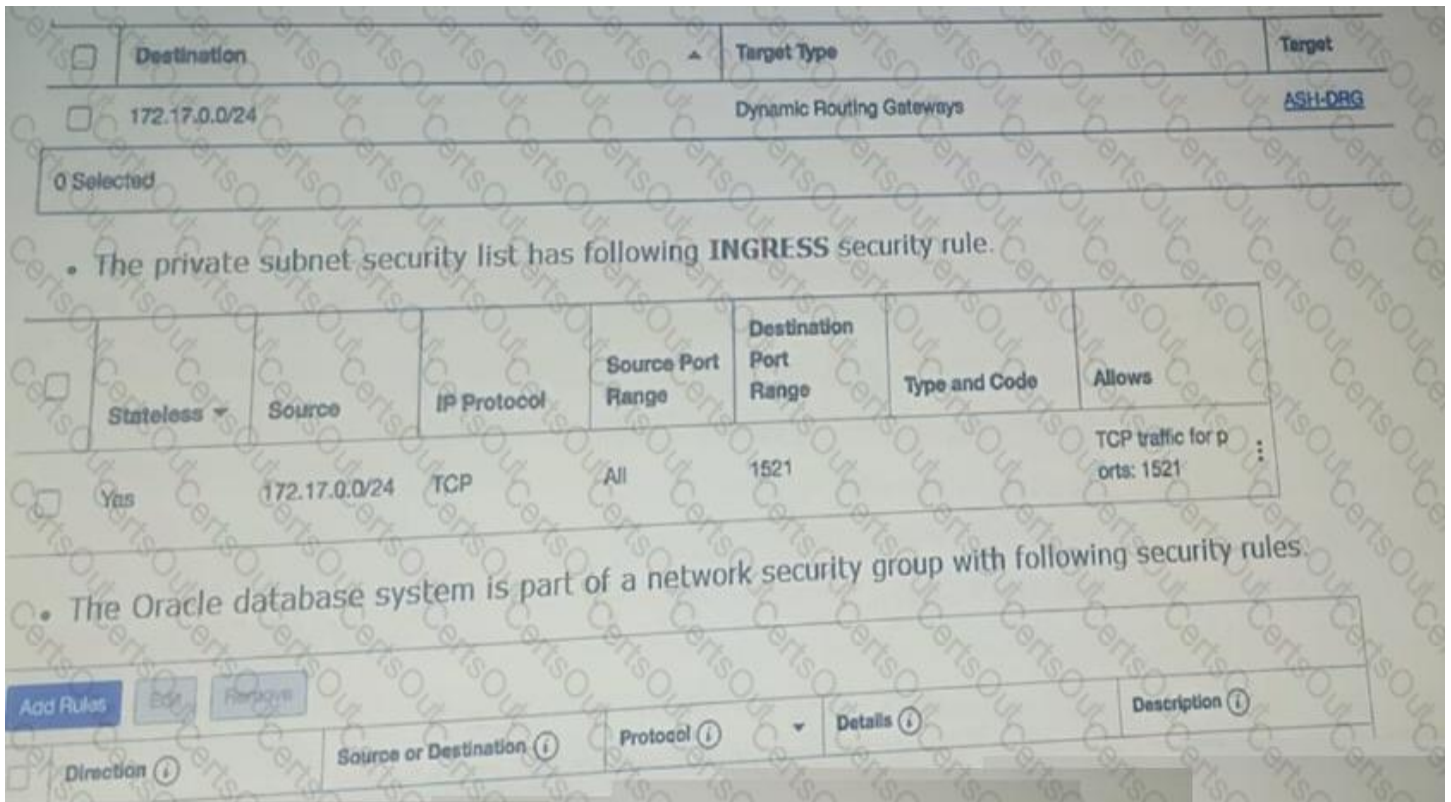 Destination Target Type Target
172.17.0.0/24 Dynamic Routing Gateways ASH-DRG
0 Selected
• The private subnet security list has following INGRESS security rule.
Stateless Source IP Protocol Source Port Range Destination Port Range Type and Code Allows
Yes 172.17.0.0/24 TCP All 1521 TCP traffic for p
orts: 1521
• The Oracle database system is part of a network security group with following security rules.
Add Rules Edit Remove
Direction Source or Destination Protocol Details Description
CertsOut